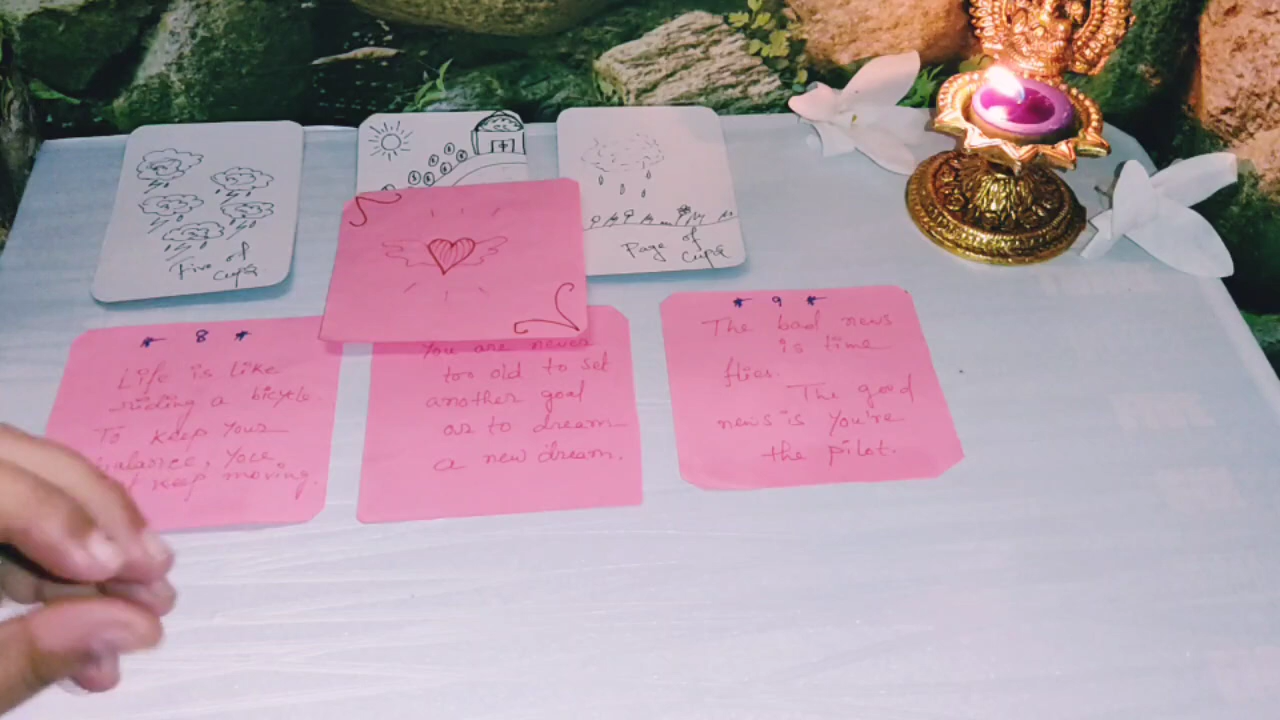 Five of
cups
Page of
cups
* 8 *
Life is like
riding a bicycle.
To keep your
balance, you
keep moving.
You are never
too old to set
another goal
or to dream
a new dream.
* 9 *
The bad news
is time
flies.
The good
news is you're
the pilot.